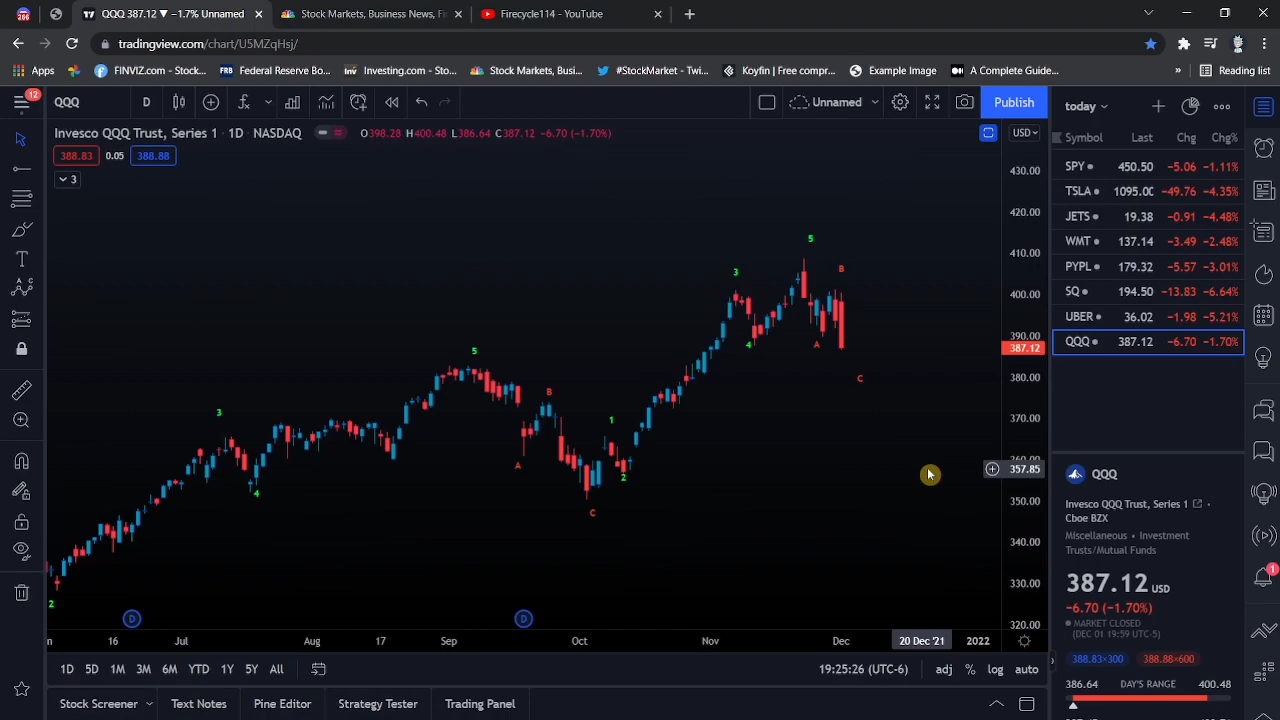 266
QQQ 387.12 ▼ −1.7% Unnamed
Stock Markets, Business News, Fi
Firecycle114 - YouTube
tradingview.com/chart/U5MZqHsj/
Apps
FINVIZ.com - Stock...
FRB Federal Reserve Bo...
Inv Investing.com - Sto...
Stock Markets, Busi...
#StockMarket - Twi...
Koyfin | Free compr...
Example Image
A Complete Guide...
»
Reading list
12
QQQ
D
Unnamed
Publish
today
Invesco QQQ Trust, Series 1 · 1D · NASDAQ
O398.28 H400.48 L386.64 C387.12 −6.70 (−1.70%)
USD
388.83 0.05 388.88
3
Symbol Last Chg Chg%
SPY 450.50 −5.06 −1.11%
TSLA 1095.00 −49.76 −4.35%
JETS 19.38 −0.91 −4.48%
WMT 137.14 −3.49 −2.48%
PYPL 179.32 −5.57 −3.01%
SQ 194.50 −13.83 −6.64%
UBER 36.02 −1.98 −5.21%
QQQ 387.12 −6.70 −1.70%
430.00
420.00
410.00
400.00
390.00
387.12
380.00
370.00
360.00
357.85
350.00
340.00
330.00
320.00
2
3
4
5
A
B
C
1
2
3
4
5
A
B
C
D
D
QQQ
Invesco QQQ Trust, Series 1 ·
Cboe BZX
Miscellaneous • Investment
Trusts/Mutual Funds
387.12 USD
−6.70 (−1.70%)
MARKET CLOSED
(DEC 01 19:59 UTC-5)
388.83×300 388.88×600
386.64 DAY'S RANGE 400.48
1
n 16 Jul Aug 17 Sep Oct Nov Dec 20 Dec '21 2022
1D 5D 1M 3M 6M YTD 1Y 5Y All
19:25:26 (UTC-6)
adj % log auto
Stock Screener Text Notes Pine Editor Strategy Tester Trading Panel